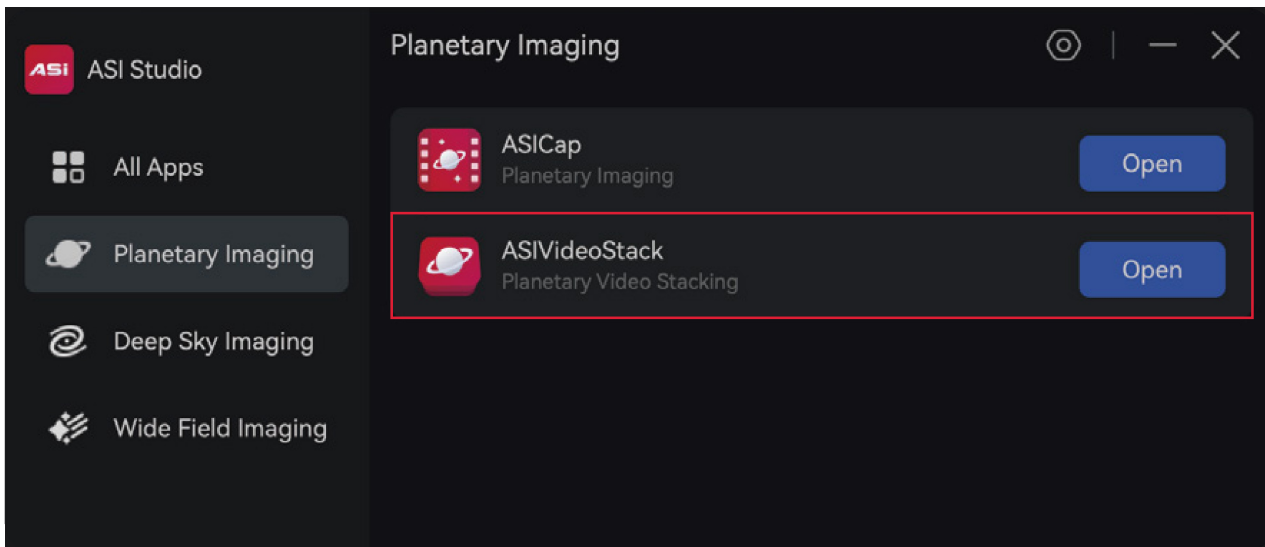 ASI ASI Studio
All Apps
Planetary Imaging
Deep Sky Imaging
Wide Field Imaging
Planetary Imaging
ASICap
Planetary Imaging
Open
ASIVideoStack
Planetary Video Stacking
Open